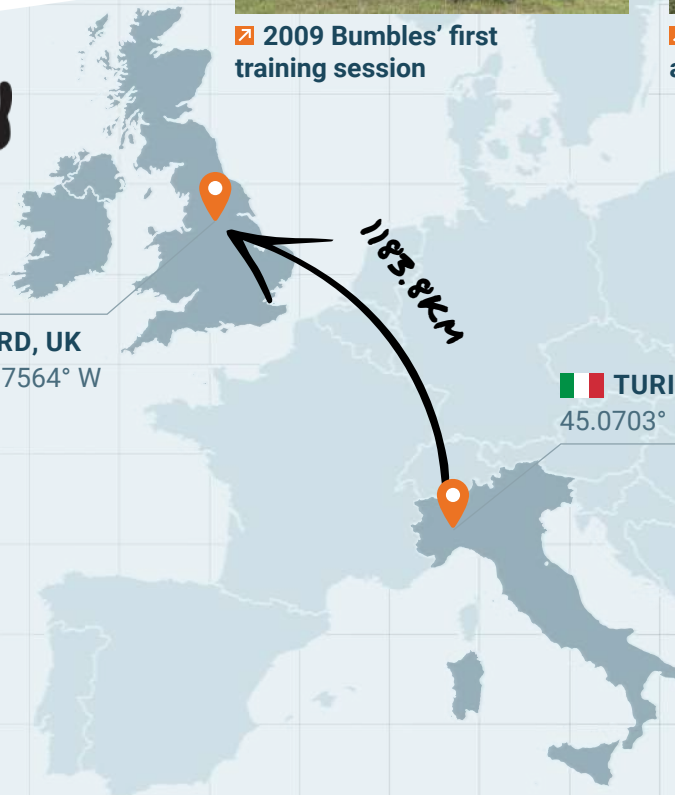 2009 Bumbles’ first
training session
1183.8KM
RD, UK
7564° W
TURI
45.0703°